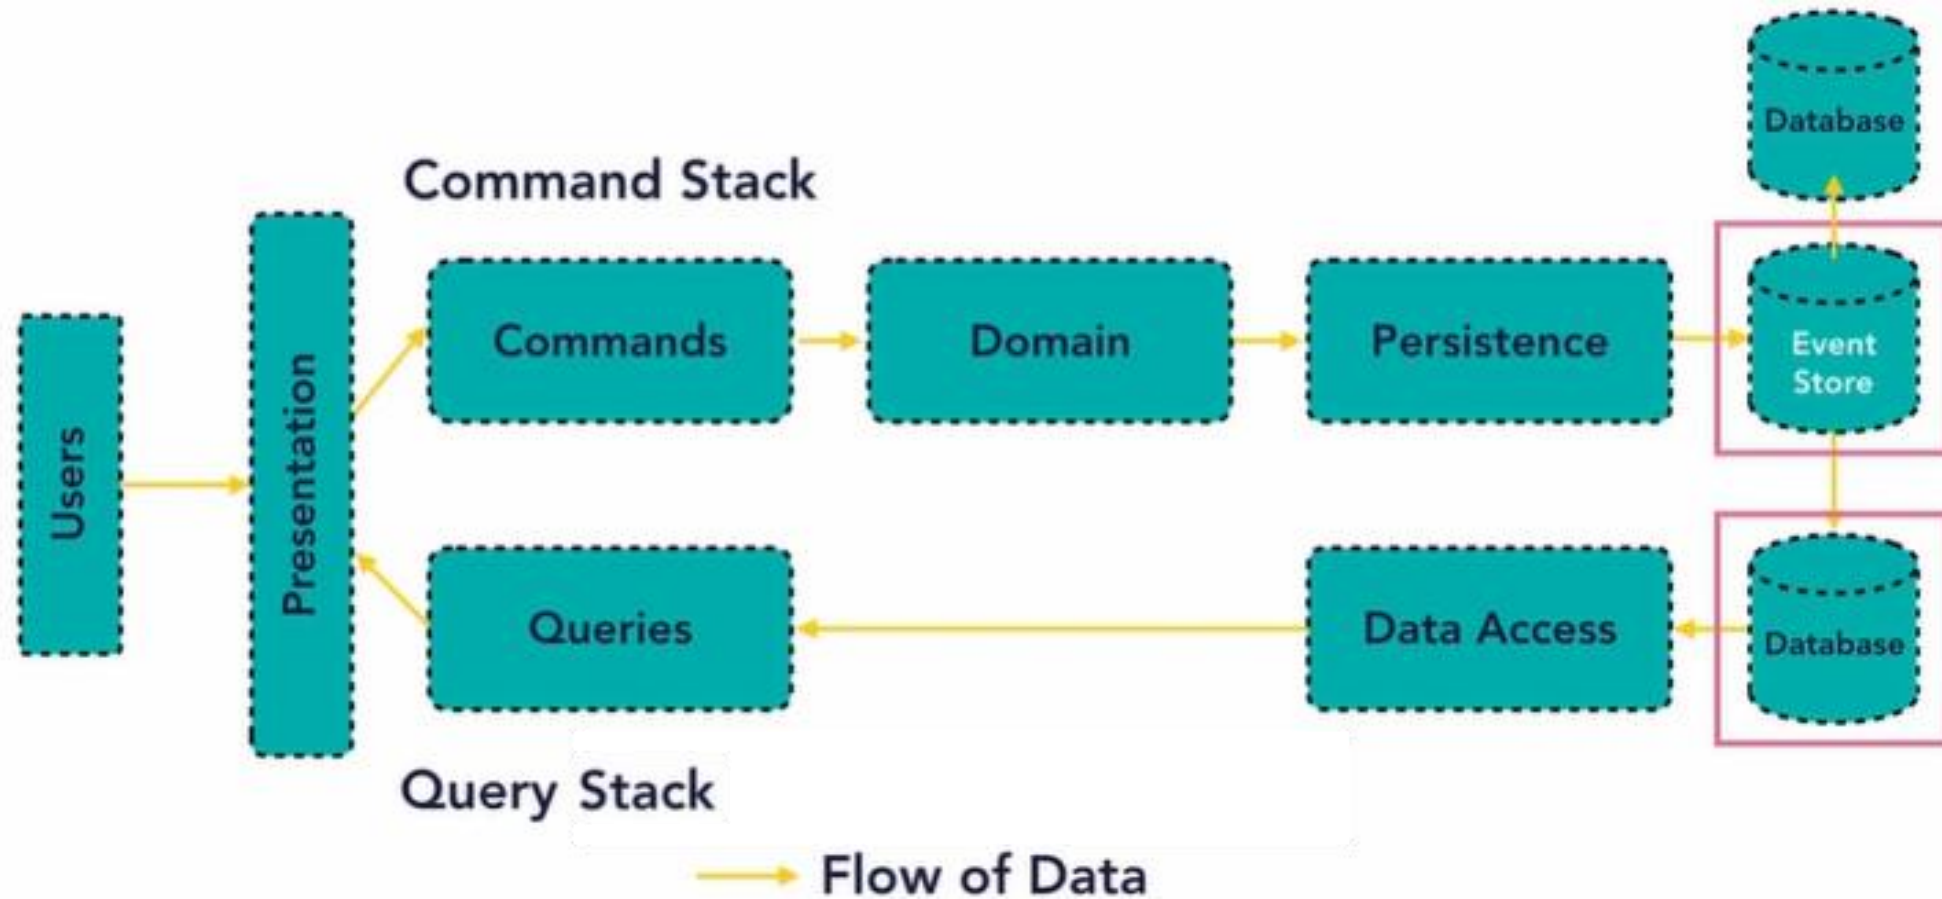 Database
Command Stack
Users
Presentation
Commands
Domain
Persistence
Event
Store
Queries
Data Access
Database
Query Stack
Flow of Data